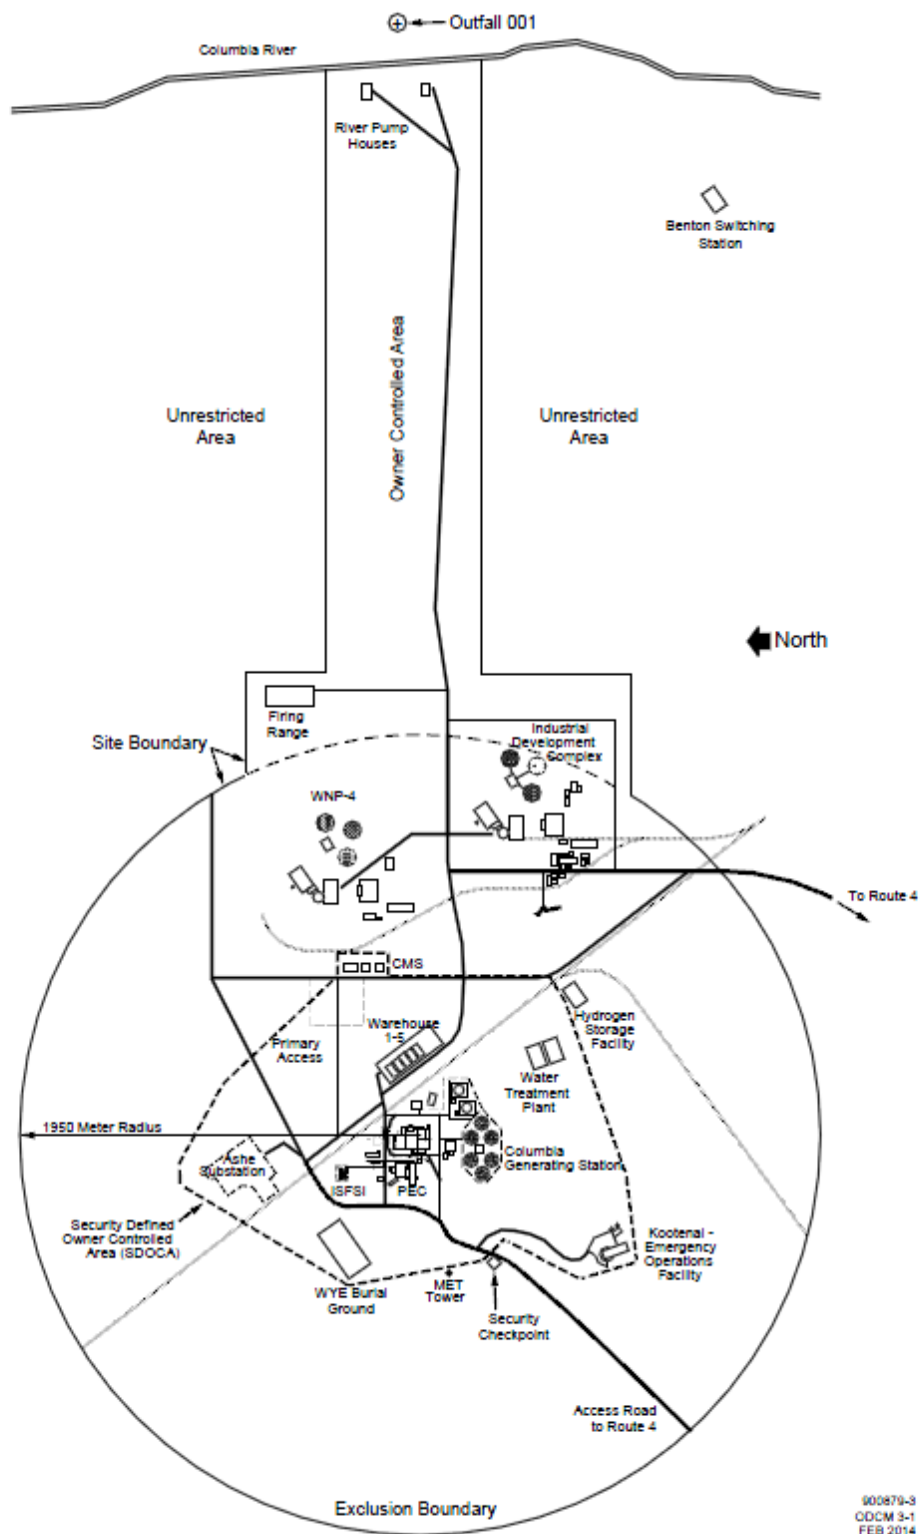 Outfall 001
Columbia River
River Pump
Houses
Benton Switching
Station
Owner Controlled Area
Unrestricted
Area
Unrestricted
Area
North
Firing
Range
Industrial
Development
Complex
Site Boundary
WNP-4
To Route 4
CMS
Hydrogen
Storage
Facility
Warehouse
1-5
Primary
Access
Water
Treatment
Plant
1950 Meter Radius
Ashe
Substation
Columbia
Generating Station
ISFSI
PEC
Security Defined
Owner Controlled
Area (SDOCA)
Kootenai -
Emergency
Operations
Facility
WYE Burial
Ground
MET
Tower
Security
Checkpoint
Access Road
to Route 4
Exclusion Boundary
900879-3
ODCM 3-1
FEB 2014